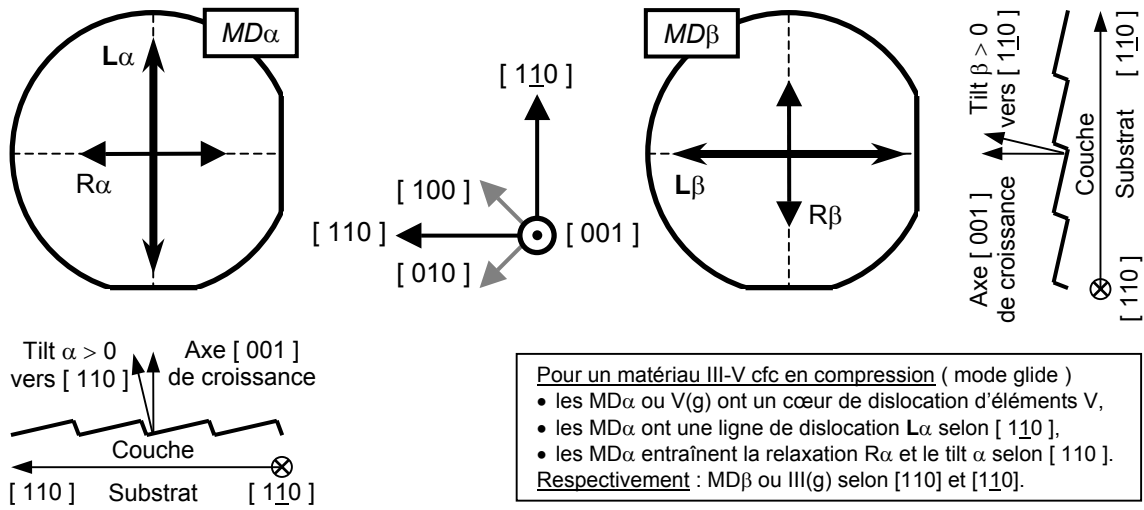 MDα
Lα
Rα
[ 11̲0 ]
[ 100 ]
[ 110 ]
[ 010 ]
[ 001 ]
MDβ
Lβ
Rβ
Tilt β > 0
vers [ 11̲0 ]
Axe [ 001 ]
de croissance
Couche
Substrat
[ 11̲0 ]
[ 110 ]
Tilt α > 0
vers [ 110 ]
Axe [ 001 ]
de croissance
Couche
[ 110 ]
Substrat
[ 11̲0 ]
Pour un matériau III-V cfc en compression ( mode glide )
• les MDα ou V(g) ont un cœur de dislocation d'éléments V,
• les MDα ont une ligne de dislocation Lα selon [ 11̲0 ],
• les MDα entraînent la relaxation Rα et le tilt α selon [ 110 ].
Respectivement : MDβ ou III(g) selon [110] et [11̲0].